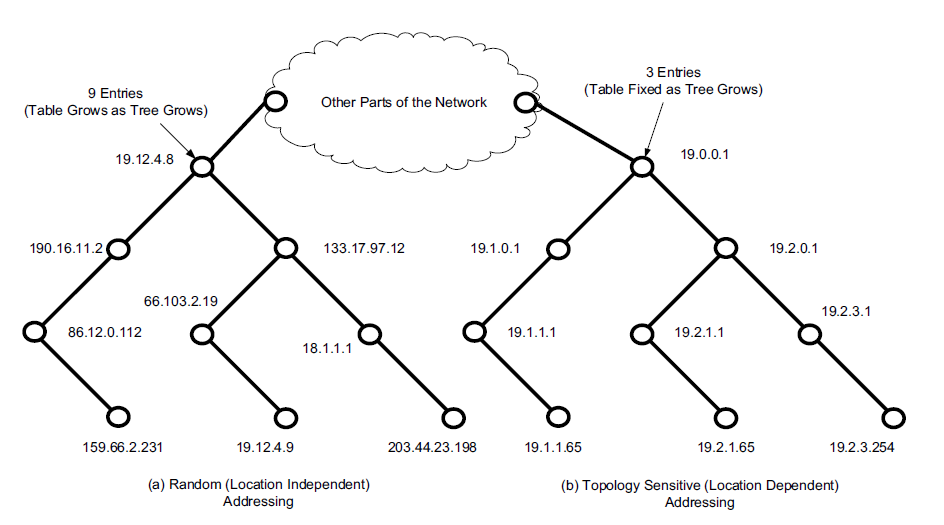 9 Entries
(Table Grows as Tree Grows)
Other Parts of the Network
3 Entries
(Table Fixed as Tree Grows)
19.12.4.8
19.0.0.1
190.16.11.2
133.17.97.12
19.1.0.1
19.2.0.1
66.103.2.19
86.12.0.112
18.1.1.1
19.1.1.1
19.2.1.1
19.2.3.1
159.66.2.231
19.12.4.9
203.44.23.198
19.1.1.65
19.2.1.65
19.2.3.254
(a) Random (Location Independent)
Addressing
(b) Topology Sensitive (Location Dependent)
Addressing